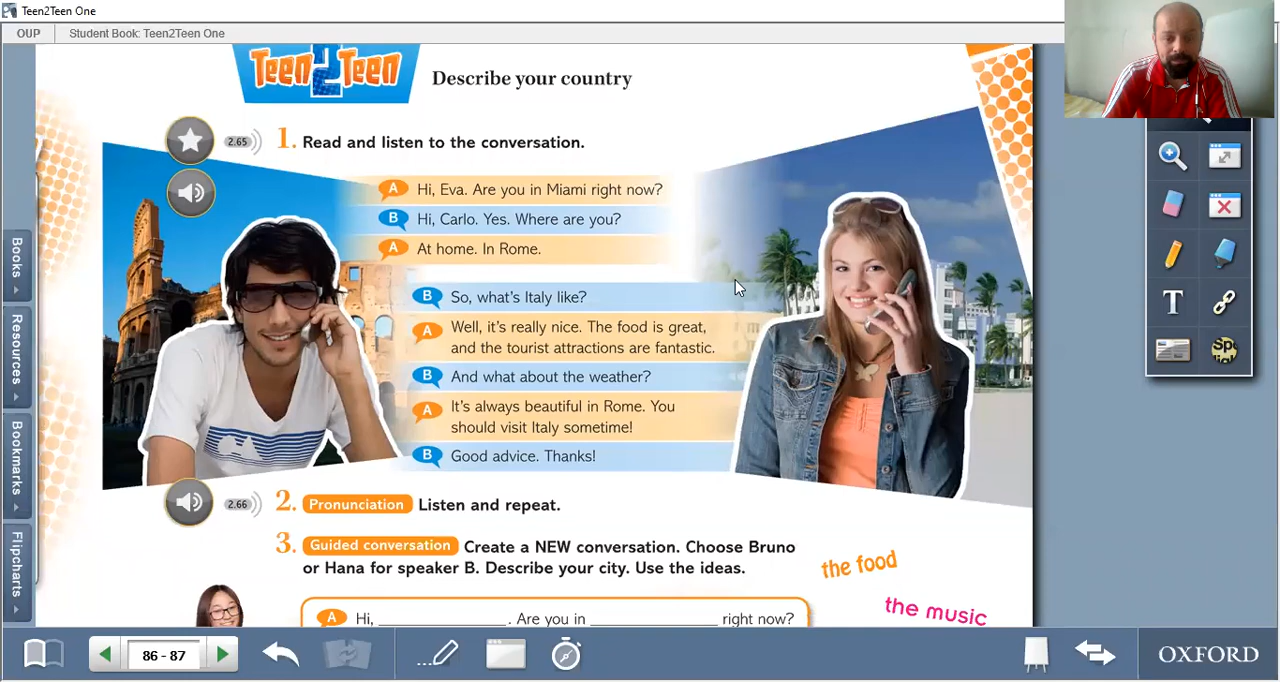 Teen2Teen One
OUP
Student Book: Teen2Teen One
Teen2Teen
Describe your country
2.65
1. Read and listen to the conversation.
A Hi, Eva. Are you in Miami right now?
B Hi, Carlo. Yes. Where are you?
A At home. In Rome.
B So, what's Italy like?
A Well, it's really nice. The food is great,
and the tourist attractions are fantastic.
B And what about the weather?
A It's always beautiful in Rome. You
should visit Italy sometime!
B Good advice. Thanks!
2.66
2. Pronunciation Listen and repeat.
3. Guided conversation Create a NEW conversation. Choose Bruno
or Hana for speaker B. Describe your city. Use the ideas.
the food
the music
A Hi, ______________. Are you in ______________ right now?
Books
Resources
Bookmarks
Flipcharts
T
86 - 87
OXFORD